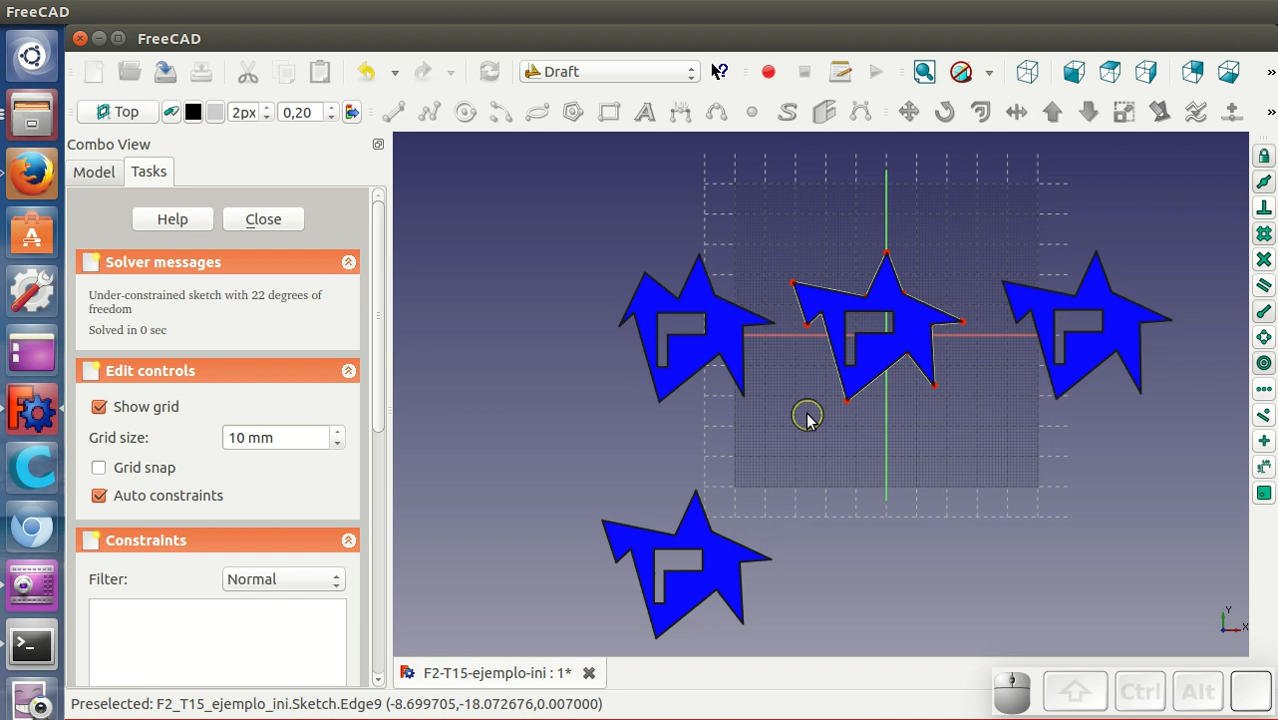 FreeCAD
FreeCAD
Draft
Top
2px
0,20
Combo View
Model
Tasks
Help
Close
Solver messages
Under-constrained sketch with 22 degrees of
freedom
Solved in 0 sec
Edit controls
Show grid
Grid size:
10 mm
Grid snap
Auto constraints
Constraints
Filter:
Normal
Y
X
F2-T15-ejemplo-ini : 1*
Ctrl
Alt
Preselected: F2_T15_ejemplo_ini.Sketch.Edge9 (-8.699705,-18.072676,0.007000)